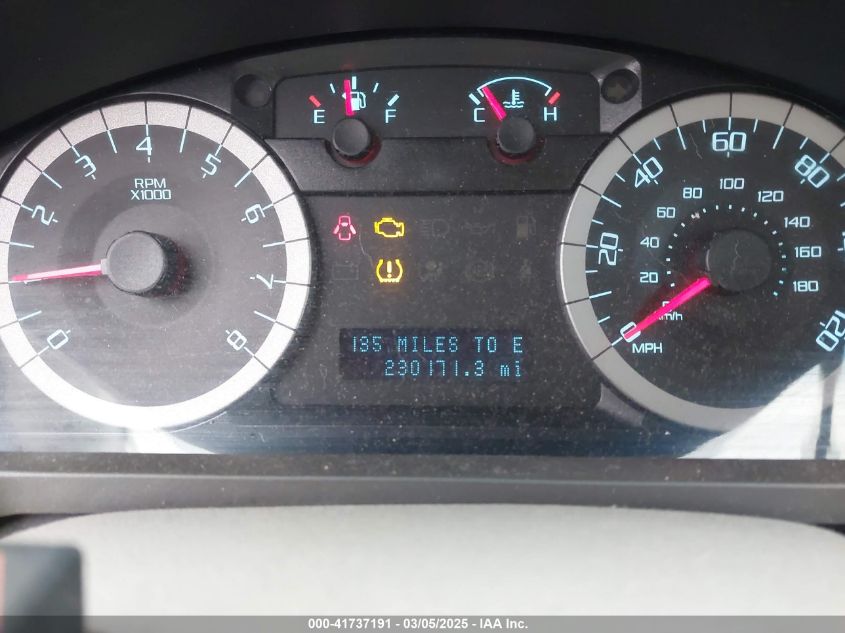 E F
C H
0 1 2 3 4 5 6 7 8
RPM
X1000
0 20 40 60 80 120
20 40 60 80 100 120 140 160 180
km/h
MPH
135 MILES TO E
230171.3 mi
000-41737191 - 03/05/2025 - IAA Inc.